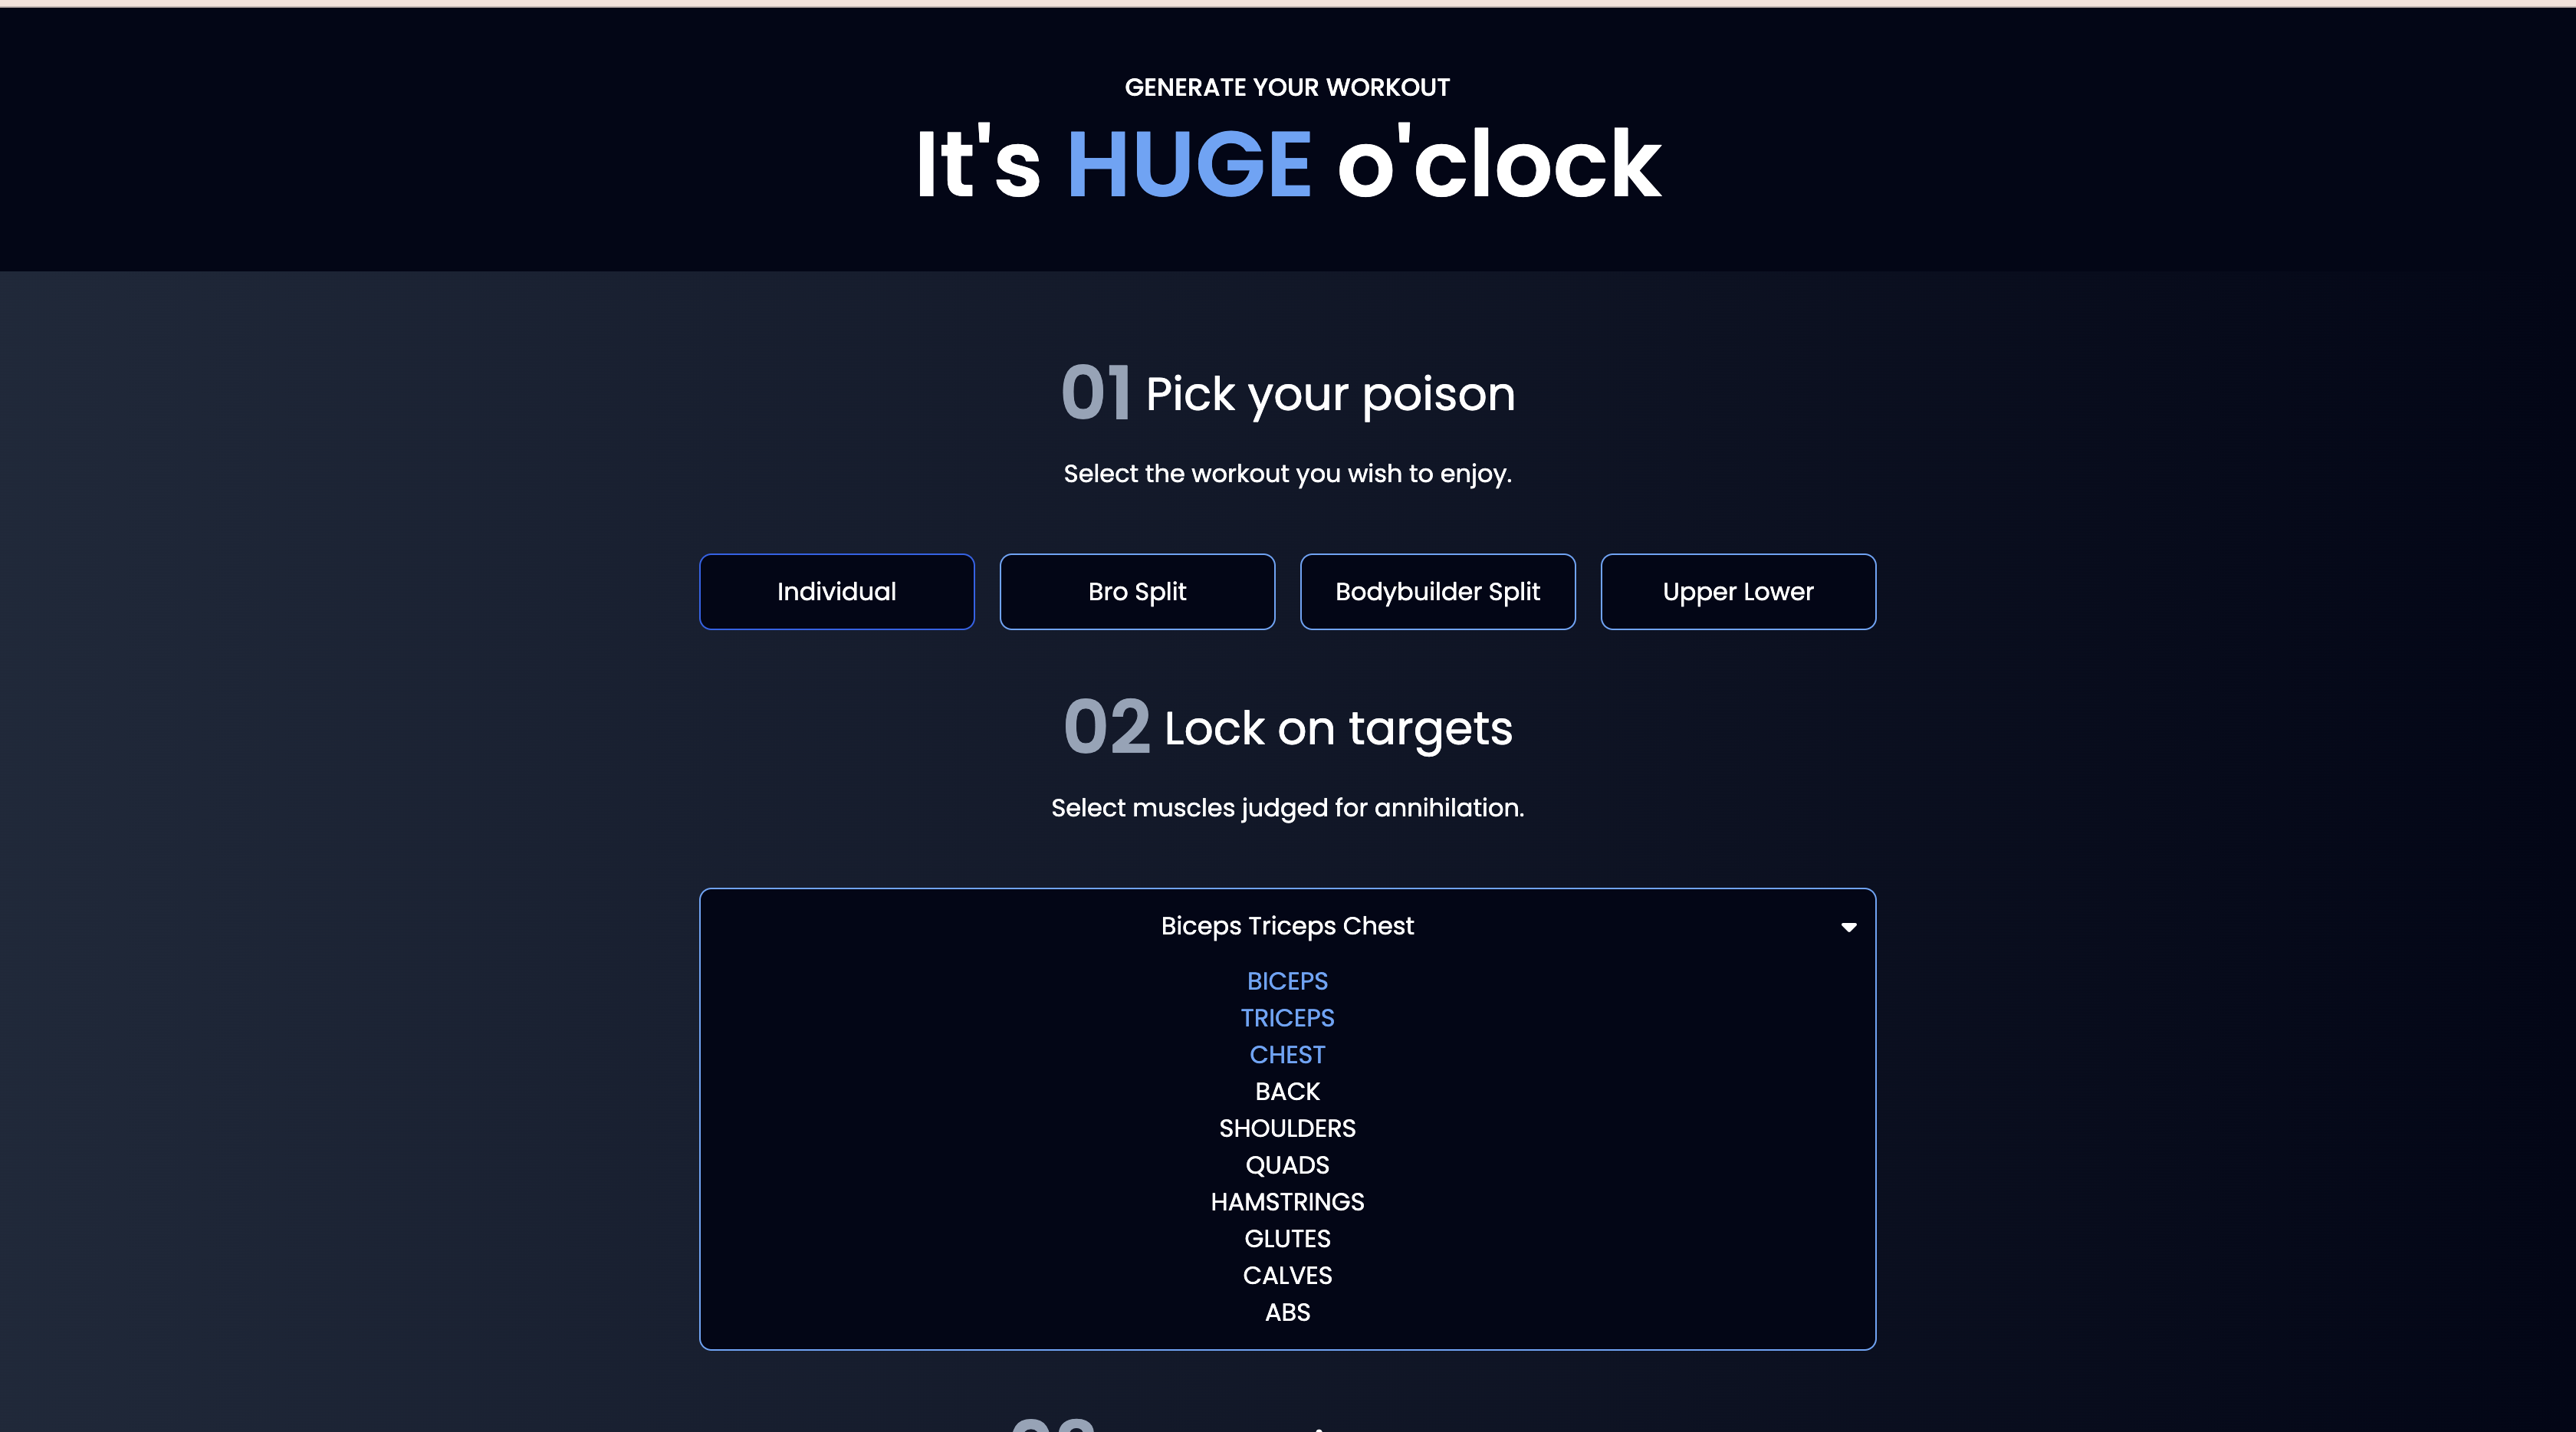 GENERATE YOUR WORKOUT
It's HUGE o'clock
01 Pick your poison
Select the workout you wish to enjoy.
Individual
Bro Split
Bodybuilder Split
Upper Lower
02 Lock on targets
Select muscles judged for annihilation.
Biceps Triceps Chest
BICEPS
TRICEPS
CHEST
BACK
SHOULDERS
QUADS
HAMSTRINGS
GLUTES
CALVES
ABS